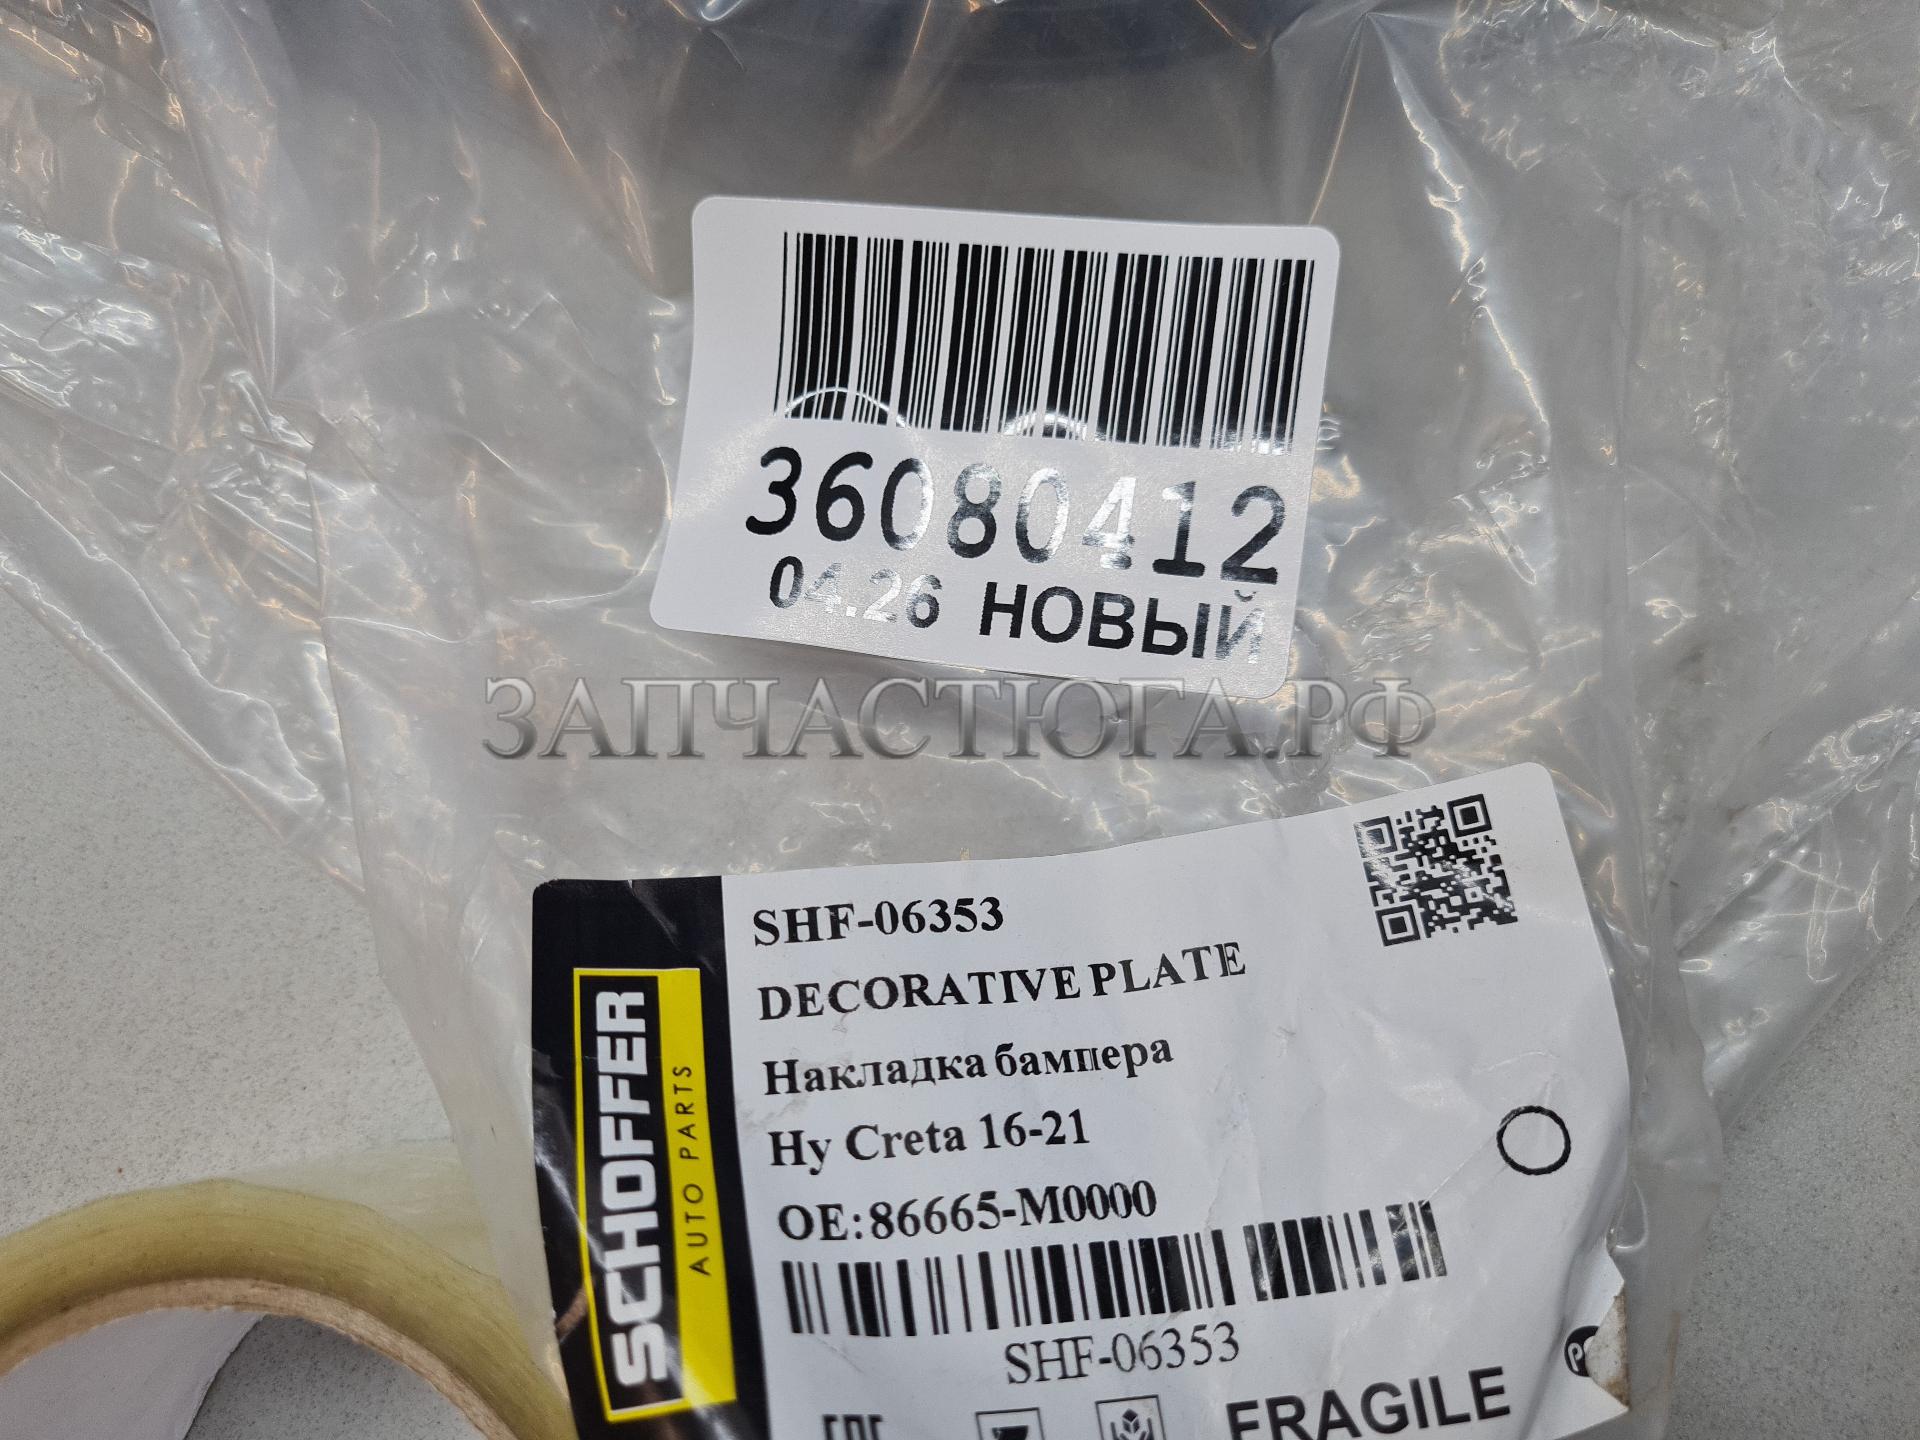 36080412
04.26 НОВЫЙ
ЗАПЧАСТЮГА.РФ
SCHOFFER
AUTO PARTS
SHF-06353
DECORATIVE PLATE
Накладка бампера
Hy Creta 16-21
OE:86665-M0000
SHF-06353
FRAGILE